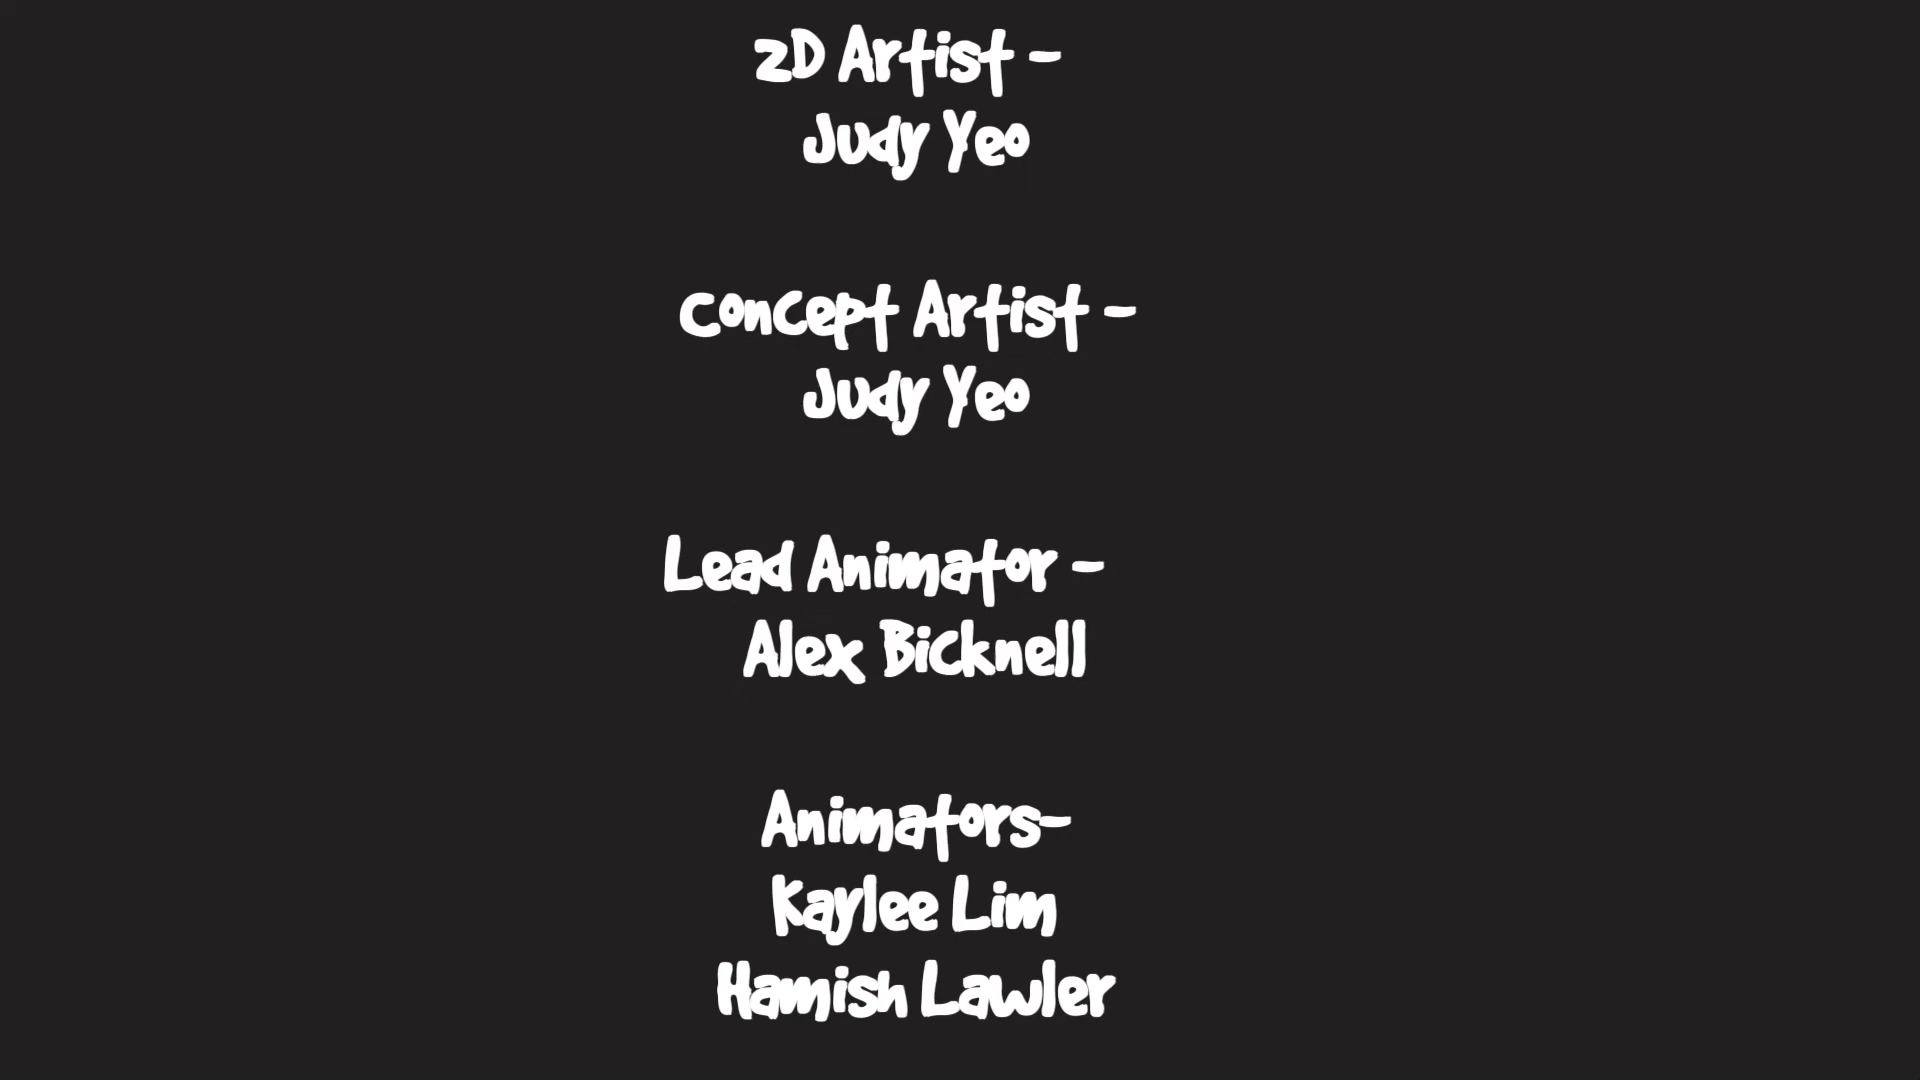 2D Artist -
Judy Yeo
Concept Artist -
Judy Yeo
Lead Animator -
Alex Bicknell
Animators-
Kaylee Lim
Hamish Lawler